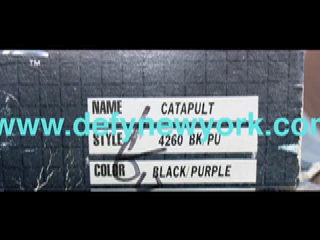 TM
NAME CATAPULT
www.defynewyork.com
STYLE 4260 BK/PU
COLOR BLACK/PURPLE